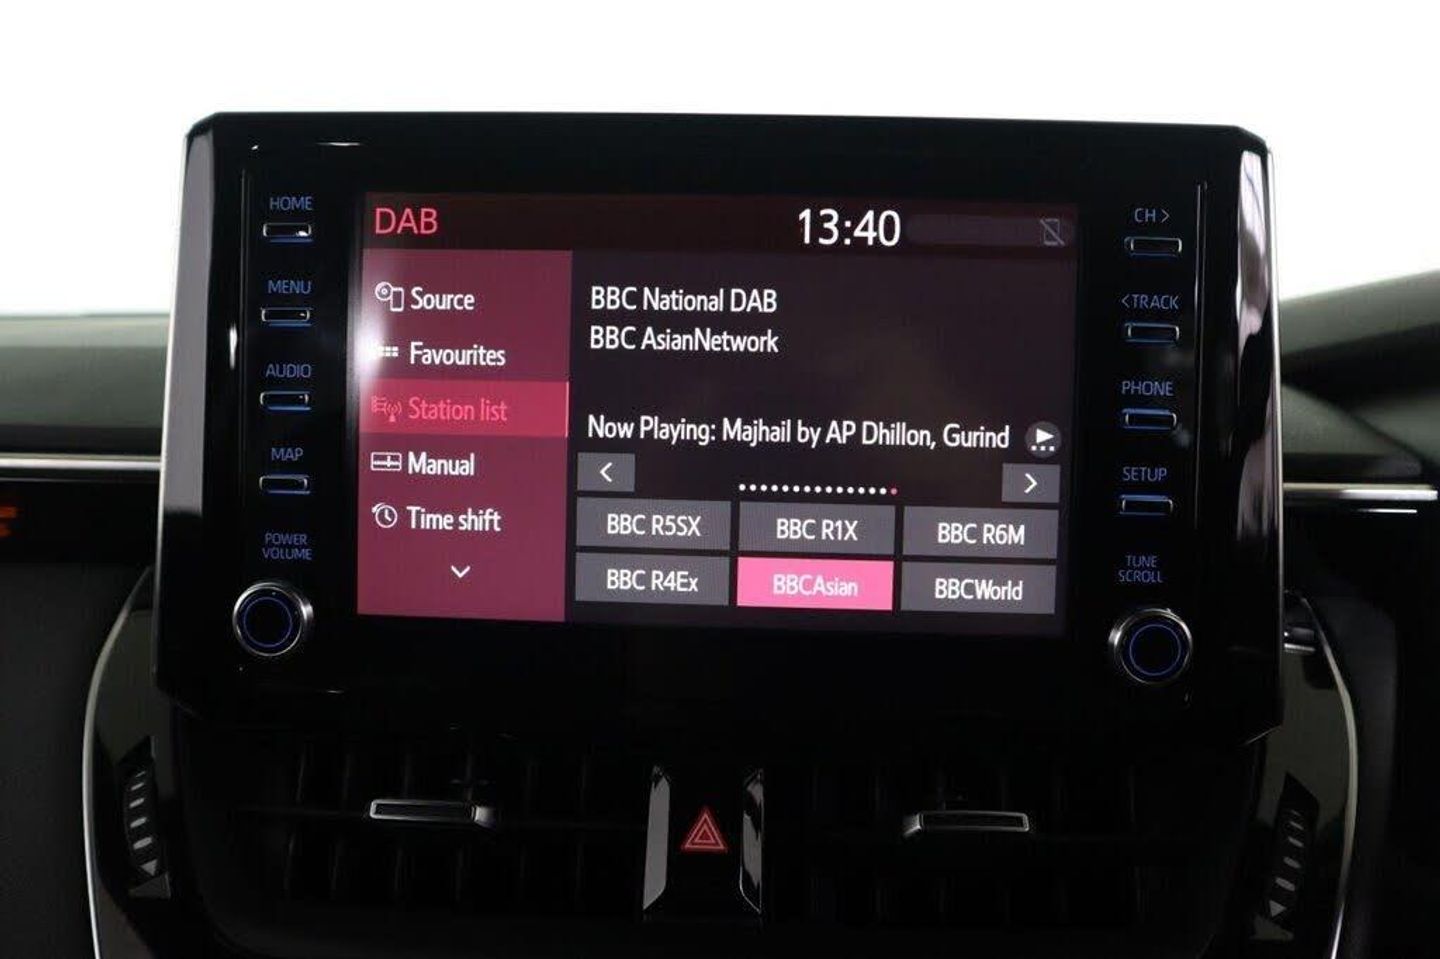 HOME
MENU
AUDIO
MAP
POWER
VOLUME
DAB
13:40
Source
Favourites
Station list
Manual
Time shift
BBC National DAB
BBC AsianNetwork
Now Playing: Majhail by AP Dhillon, Gurind
BBC R5SX
BBC R1X
BBC R6M
BBC R4Ex
BBCAsian
BBCWorld
CH >
<TRACK
PHONE
SETUP
TUNE
SCROLL